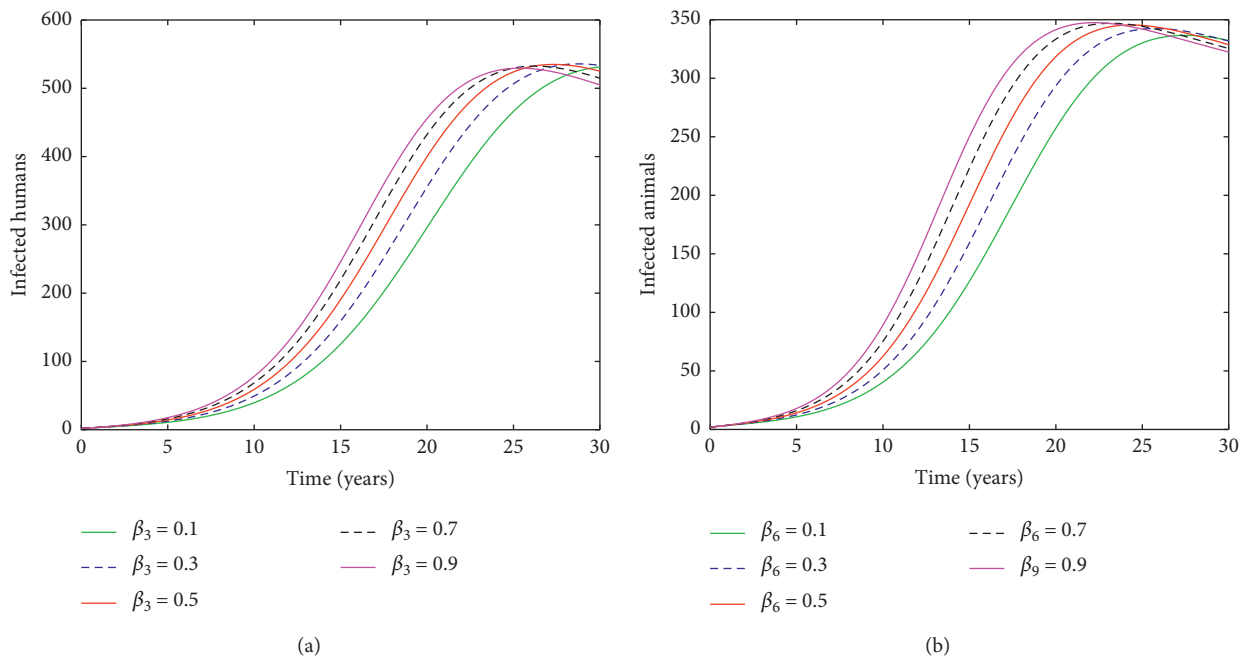 600
500
400
300
200
100
0
Infected humans
0 5 10 15 20 25 30
Time (years)
β3 = 0.1
β3 = 0.3
β3 = 0.5
β3 = 0.7
β3 = 0.9
(a)
350
300
250
200
150
100
50
0
Infected animals
0 5 10 15 20 25 30
Time (years)
β6 = 0.1
β6 = 0.3
β6 = 0.5
β6 = 0.7
β9 = 0.9
(b)